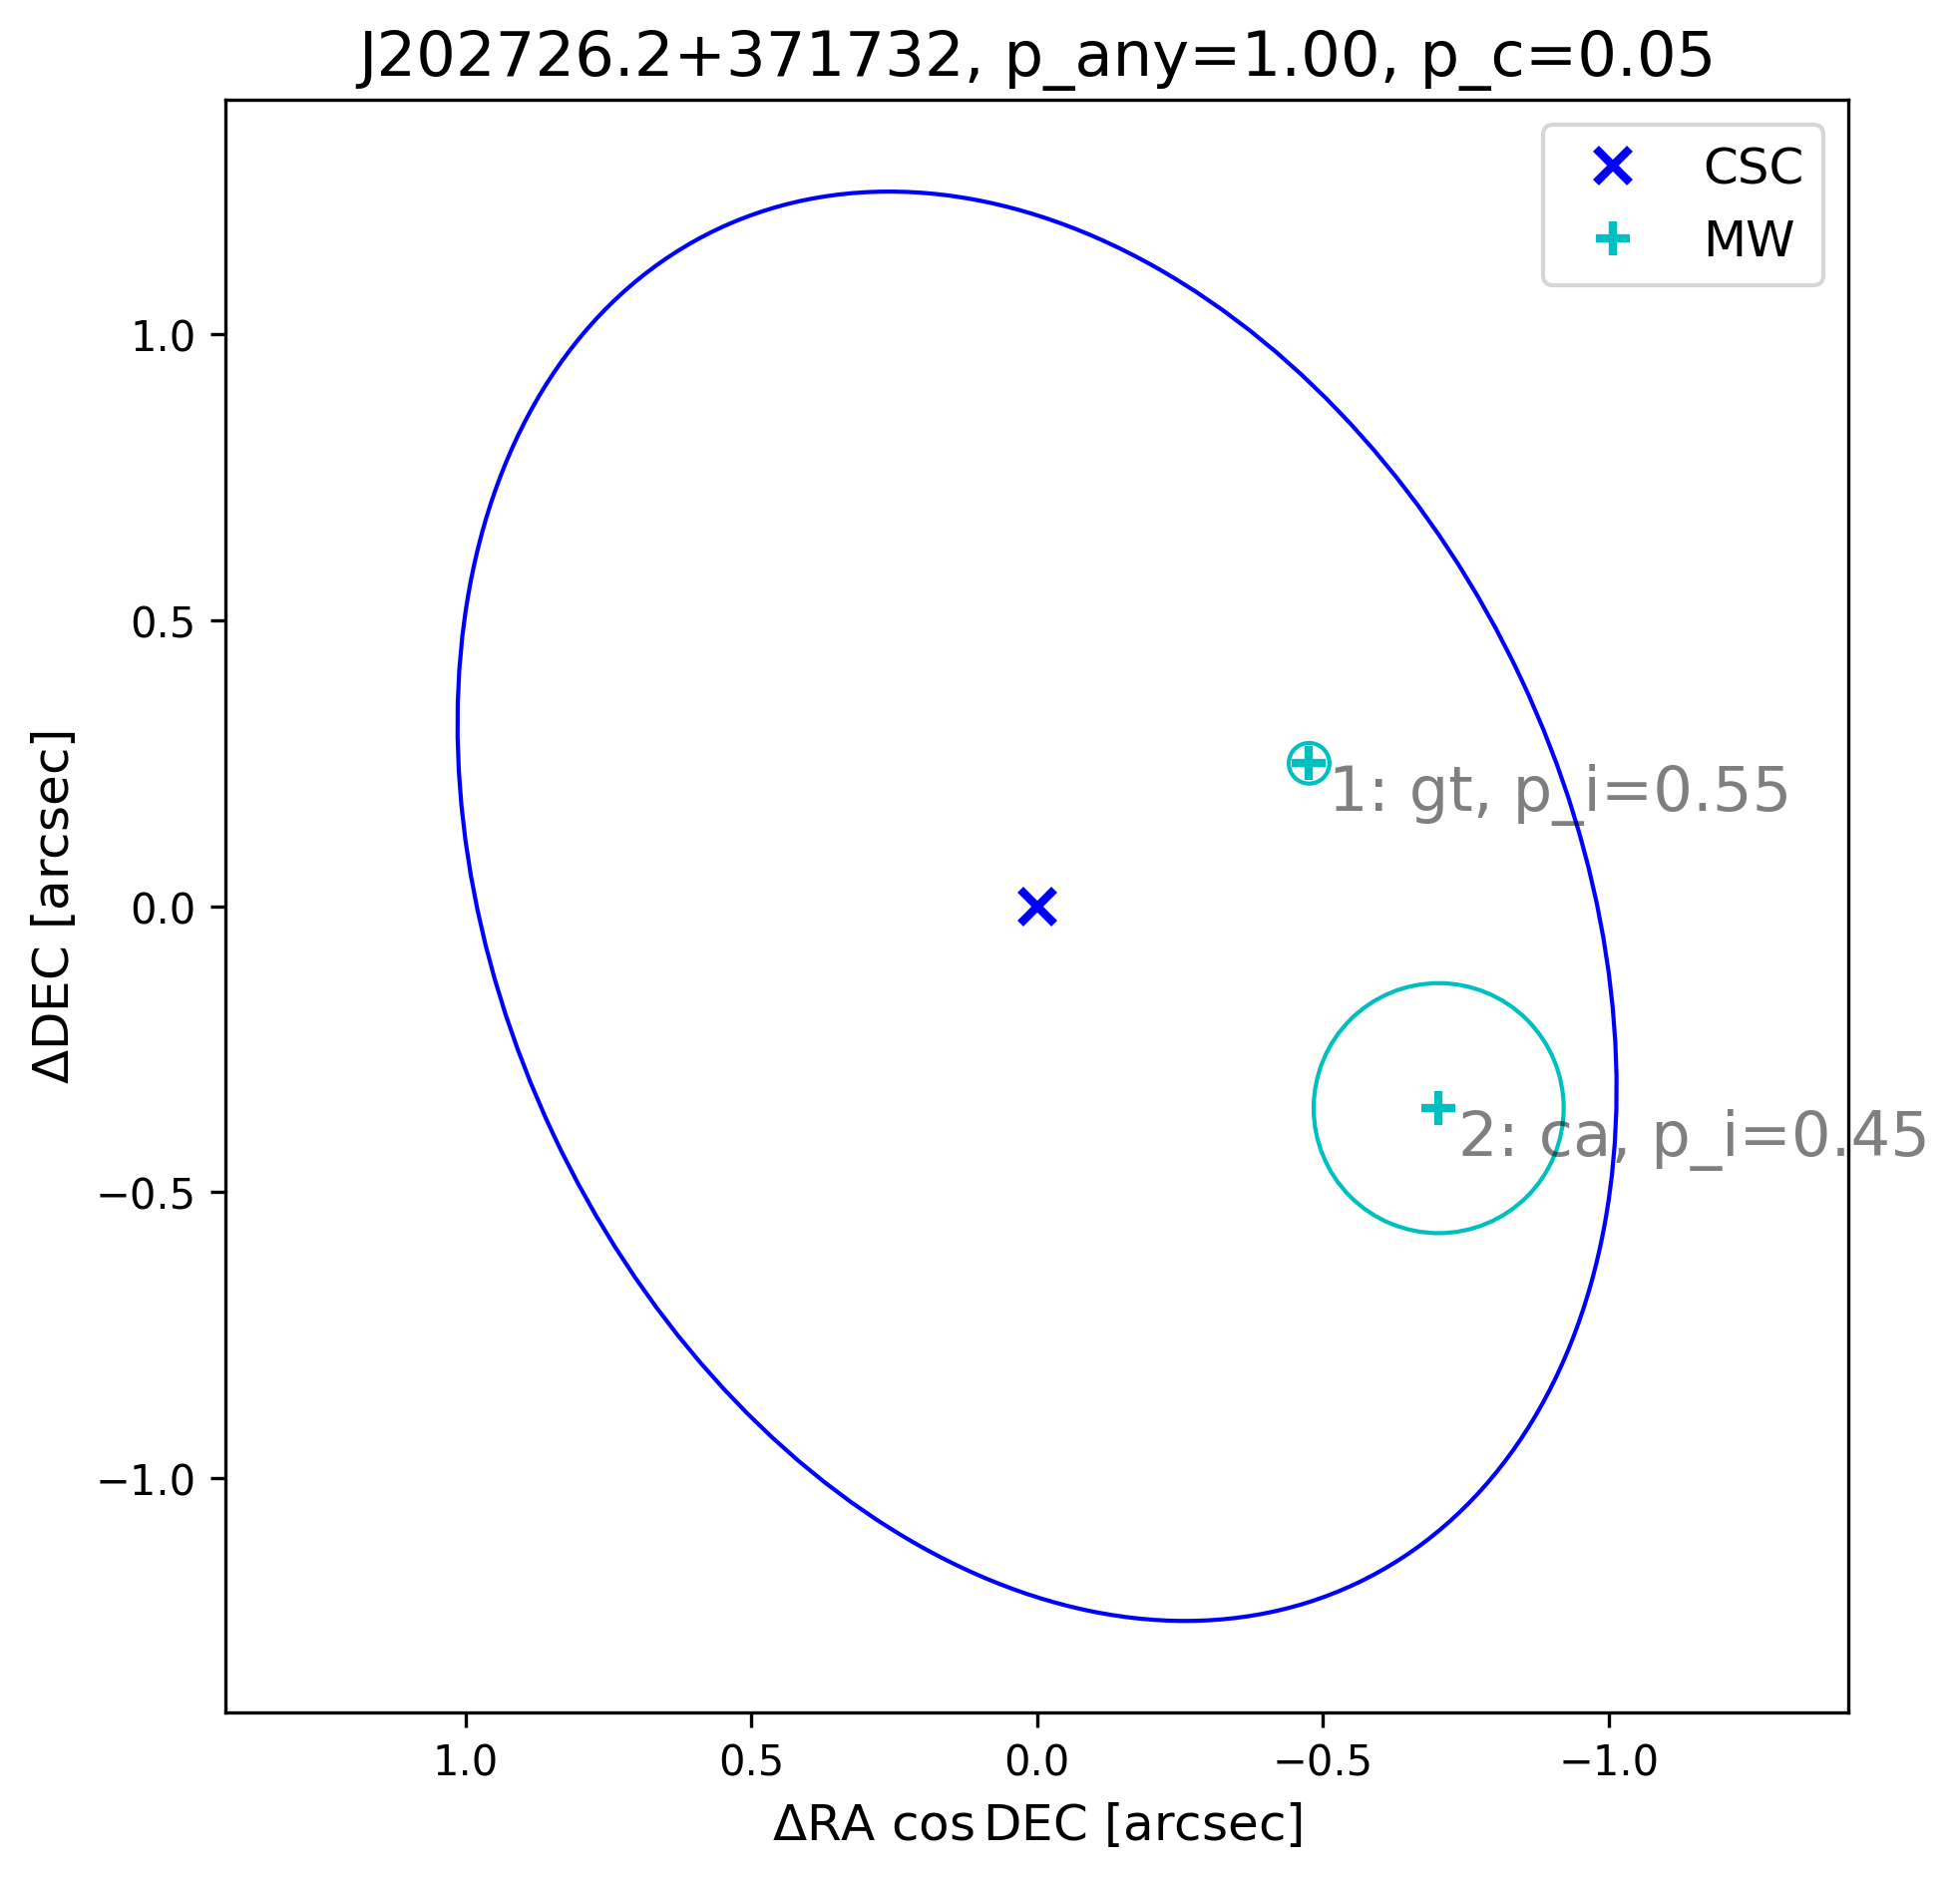 J202726.2+371732, p_any=1.00, p_c=0.05
CSC
MW
1.0
0.5
0.0
−0.5
−1.0
ΔDEC [arcsec]
1: gt, p_i=0.55
2: ca, p_i=0.45
1.0 0.5 0.0 −0.5 −1.0
ΔRA cos DEC [arcsec]